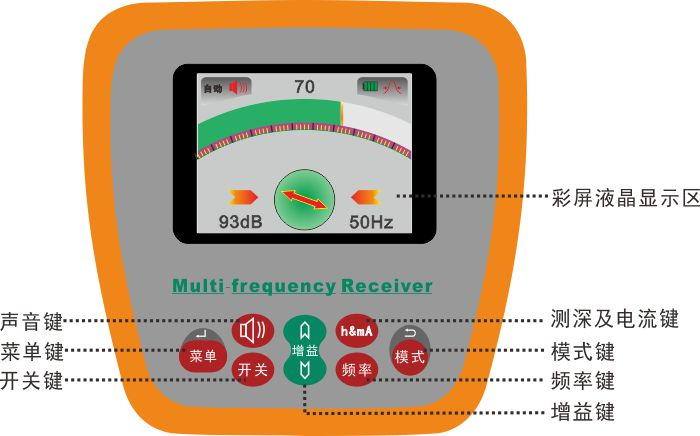 自动
70
93dB
50Hz
彩屏液晶显示区
Multi-frequency Receiver
声音键
菜单键
开关键
菜单
开关
增益
h&mA
频率
模式
测深及电流键
模式键
频率键
增益键